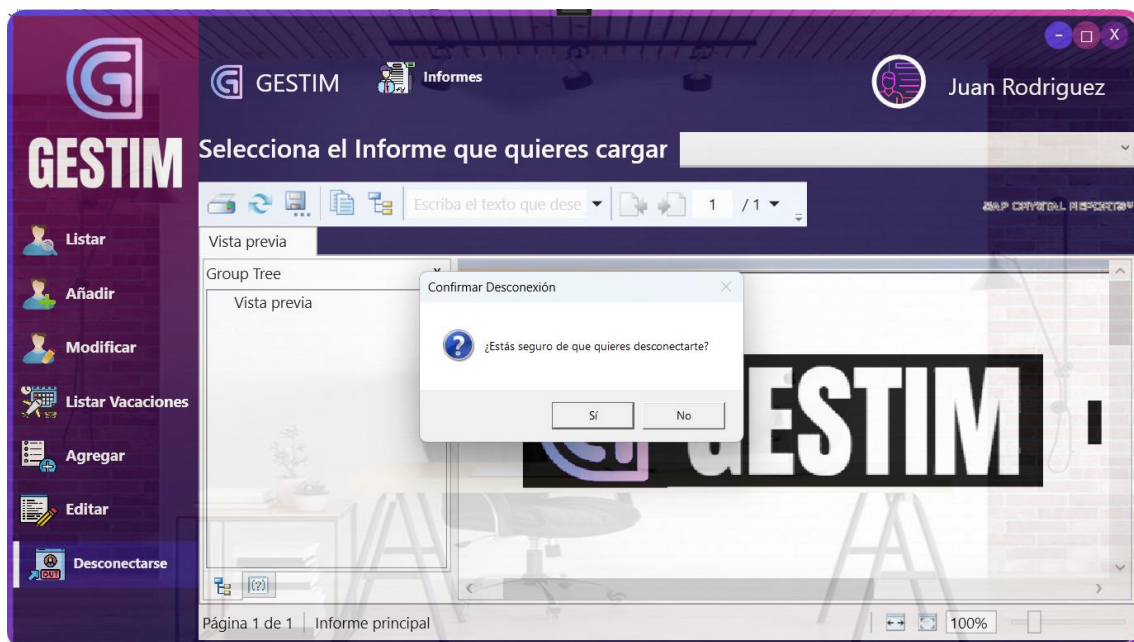 - □ X
GESTIM
Informes
Juan Rodriguez
GESTIM
Selecciona el Informe que quieres cargar
Escriba el texto que dese
1
/ 1
SAP CRYSTAL REPORTS®
Listar
Añadir
Modificar
Listar Vacaciones
Agregar
Editar
OUT
Desconectarse
Vista previa
Group Tree
x
Vista previa
Confirmar Desconexión
¿Estás seguro de que quieres desconectarte?
Sí
No
GESTIM
Página 1 de 1
Informe principal
100%